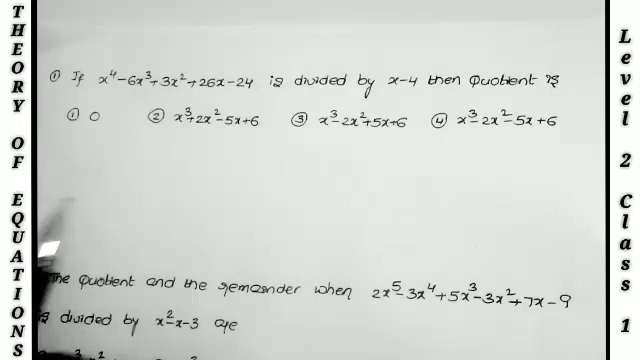 THEORY OF EQUATIONS
① If x⁴-6x³+3x²+26x-24 is divided by x-4 then Quotient is
① 0 ② x³+2x²-5x+6 ③ x³-2x²+5x+6 ④ x³-2x²-5x+6
The Quotient and the remainder when 2x⁵-3x⁴+5x³-3x²+7x-9
is divided by x²-x-3 are
Level 2 Class 1